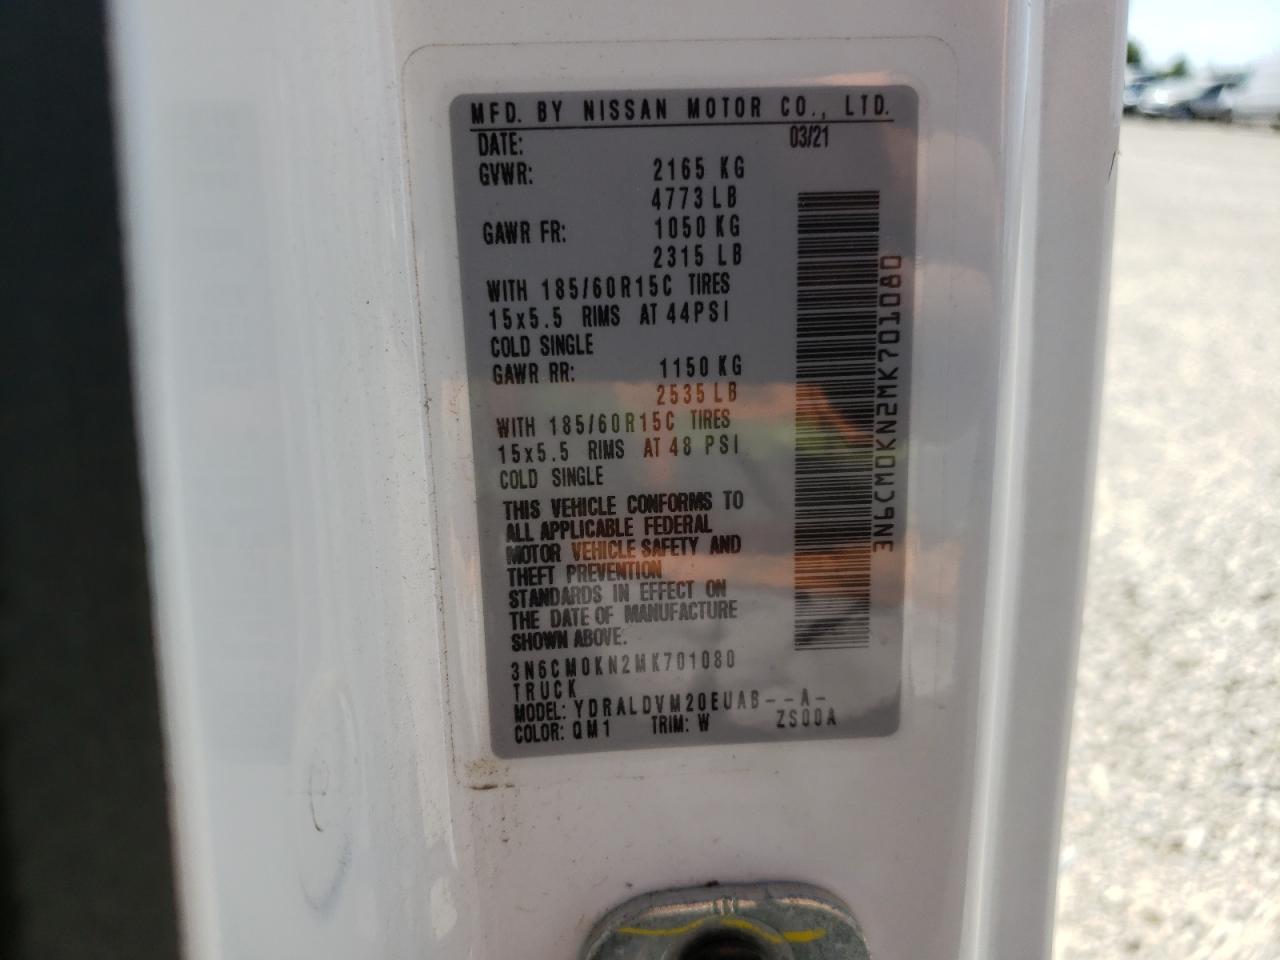 MFD. BY NISSAN MOTOR CO., LTD.
DATE: 03/21
GVWR: 2165 KG
4773 LB
GAWR FR: 1050 KG
2315 LB
WITH 185/60R15C TIRES
15x5.5 RIMS AT 44PSI
COLD SINGLE
GAWR RR: 1150 KG
2535 LB
WITH 185/60R15C TIRES
15x5.5 RIMS AT 48 PSI
COLD SINGLE
THIS VEHICLE CONFORMS TO
ALL APPLICABLE FEDERAL
MOTOR VEHICLE SAFETY AND
THEFT PREVENTION
STANDARDS IN EFFECT ON
THE DATE OF MANUFACTURE
SHOWN ABOVE.
3N6CM0KN2MK701080
TRUCK
MODEL: YDRALDVM20EUAB--A-
COLOR: QM1 TRIM: W ZS00A
3N6CM0KN2MK701080